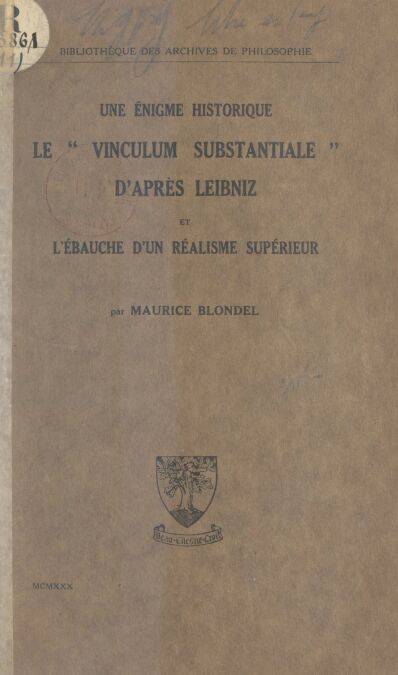 R
BIBLIOTHÈQUE DES ARCHIVES DE PHILOSOPHIE
UNE ÉNIGME HISTORIQUE
LE “ VINCULUM SUBSTANTIALE ”
D'APRÈS LEIBNIZ
ET
L'ÉBAUCHE D'UN RÉALISME SUPÉRIEUR
par MAURICE BLONDEL
MCMXXX